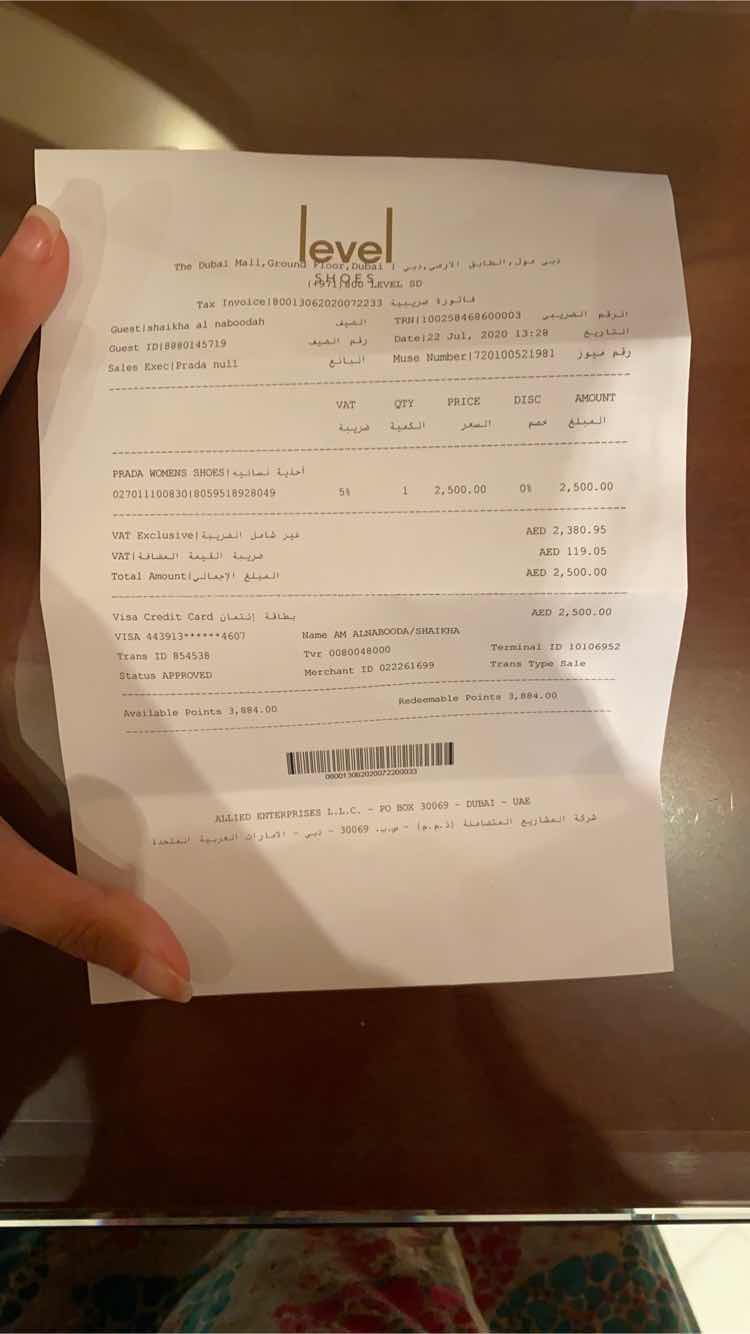 level
SHOES
The Dubai Mall, Ground Floor, Dubai | دبي مول, الطابق الارضي, دبي
(+971) 800 LEVEL SD
Tax Invoice|80013062020072233 فاتورة ضريبية
Guest|shaikha al naboodah الضيف TRN|100258468600003 الرقم الضريبي
Guest ID|8880145719 رقم الضيف Date|22 Jul, 2020 13:28 التاريخ
Sales Exec|Prada null البائع Muse Number|720100521981 رقم ميوز
VAT QTY PRICE DISC AMOUNT
ضريبة الكمية السعر خصم المبلغ
PRADA WOMENS SHOES|أحذية نسائيه
027011100830|8059518928049 5% 1 2,500.00 0% 2,500.00
VAT Exclusive|غير شامل الضريبة AED 2,380.95
VAT|ضريبة القيمة المضافة AED 119.05
Total Amount|المبلغ الإجمالي AED 2,500.00
Visa Credit Card بطاقة إئتمان AED 2,500.00
VISA 443913******4607 Name AM ALNABOODA/SHAIKHA
Trans ID 854538 Tvr 0080048000 Terminal ID 10106952
Status APPROVED Merchant ID 022261699 Trans Type Sale
Available Points 3,884.00 Redeemable Points 3,884.00
ALLIED ENTERPRISES L.L.C. - PO BOX 30069 - DUBAI - UAE
شركة المشاريع المتضامنة (ذ.م.م) - ص.ب. 30069 - دبي - الامارات العربية المتحدة